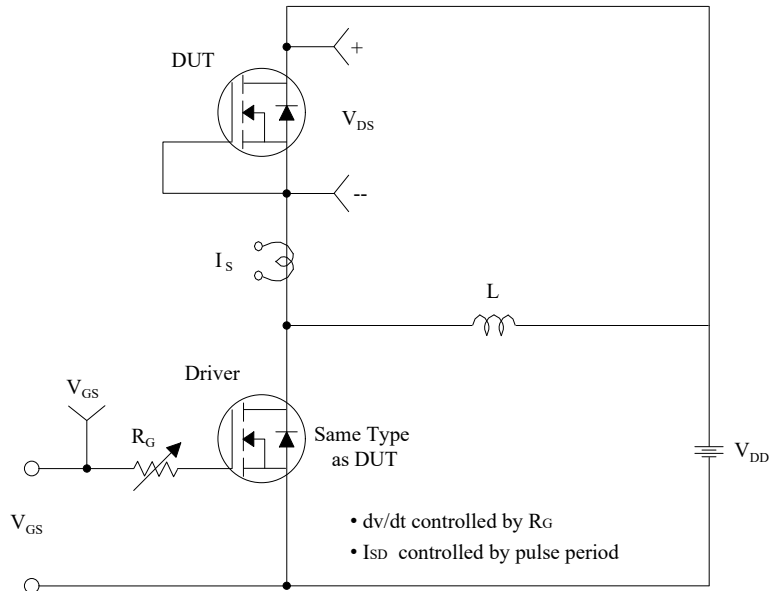 DUT
+
VDS
--
IS
L
Driver
VGS
RG
Same Type
as DUT
VDD
VGS
• dv/dt controlled by RG
• ISD controlled by pulse period